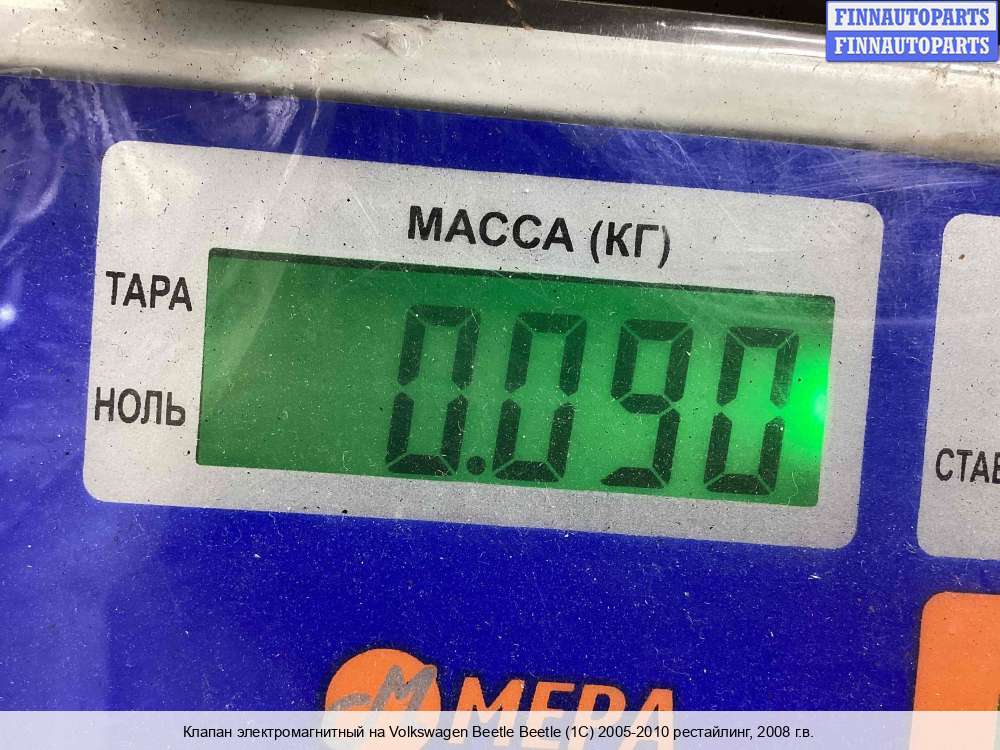 FINNAUTOPARTS
FINNAUTOPARTS
МАССА (КГ)
ТАРА
0.090
НОЛЬ
МЕРА
Клапан электромагнитный на Volkswagen Beetle Beetle (1C) 2005-2010 рестайлинг, 2008 г.в.